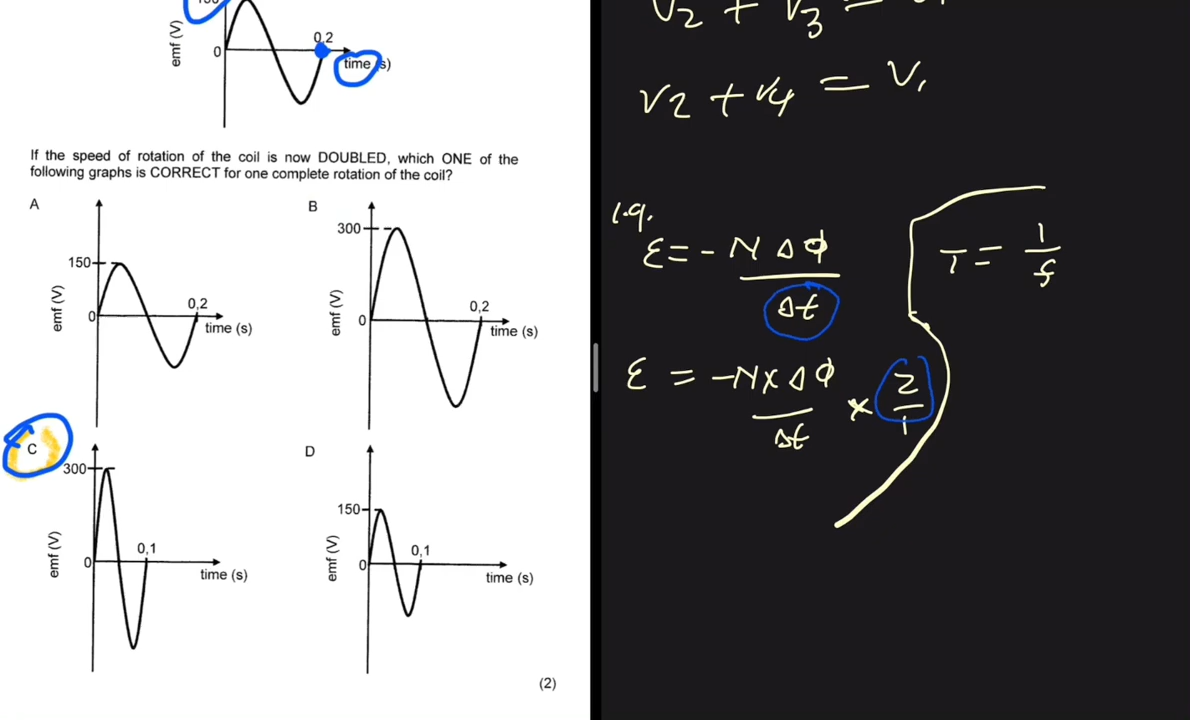 150
emf (V)
0
0,2
time (s)
If the speed of rotation of the coil is now DOUBLED, which ONE of the
following graphs is CORRECT for one complete rotation of the coil?
A
150
emf (V)
0
0,2
time (s)
B
300
emf (V)
0
0,2
time (s)
C
300
emf (V)
0
0,1
time (s)
D
150
emf (V)
0
0,1
time (s)
(2)
V2 + V3 =
V2 + V4 = V1
1.9.
ε = - N Δφ
Δt
T = 1
f
ε = -N x Δφ x 2
Δt 1